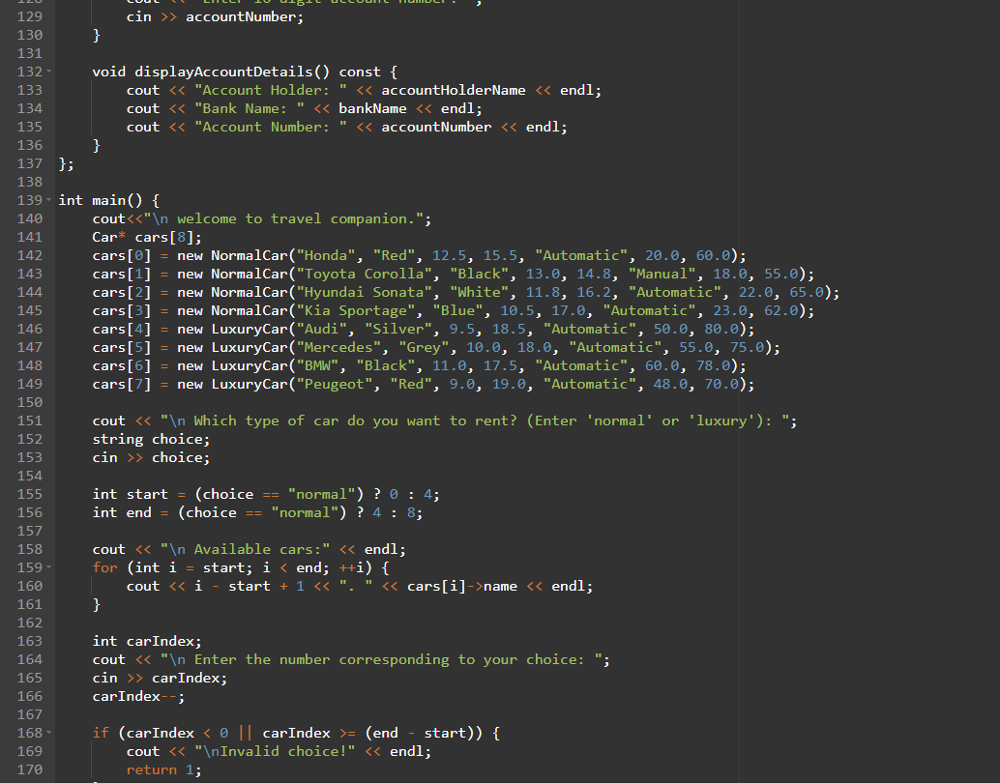 128 cout << "Enter 10 digit account number: ";
129 cin >> accountNumber;
130 }
131
132 void displayAccountDetails() const {
133 cout << "Account Holder: " << accountHolderName << endl;
134 cout << "Bank Name: " << bankName << endl;
135 cout << "Account Number: " << accountNumber << endl;
136 }
137 };
138
139 int main() {
140 cout<<"\n welcome to travel companion.";
141 Car* cars[8];
142 cars[0] = new NormalCar("Honda", "Red", 12.5, 15.5, "Automatic", 20.0, 60.0);
143 cars[1] = new NormalCar("Toyota Corolla", "Black", 13.0, 14.8, "Manual", 18.0, 55.0);
144 cars[2] = new NormalCar("Hyundai Sonata", "White", 11.8, 16.2, "Automatic", 22.0, 65.0);
145 cars[3] = new NormalCar("Kia Sportage", "Blue", 10.5, 17.0, "Automatic", 23.0, 62.0);
146 cars[4] = new LuxuryCar("Audi", "Silver", 9.5, 18.5, "Automatic", 50.0, 80.0);
147 cars[5] = new LuxuryCar("Mercedes", "Grey", 10.0, 18.0, "Automatic", 55.0, 75.0);
148 cars[6] = new LuxuryCar("BMW", "Black", 11.0, 17.5, "Automatic", 60.0, 78.0);
149 cars[7] = new LuxuryCar("Peugeot", "Red", 9.0, 19.0, "Automatic", 48.0, 70.0);
150
151 cout << "\n Which type of car do you want to rent? (Enter 'normal' or 'luxury'): ";
152 string choice;
153 cin >> choice;
154
155 int start = (choice == "normal") ? 0 : 4;
156 int end = (choice == "normal") ? 4 : 8;
157
158 cout << "\n Available cars:" << endl;
159 for (int i = start; i < end; ++i) {
160 cout << i - start + 1 << ". " << cars[i]->name << endl;
161 }
162
163 int carIndex;
164 cout << "\n Enter the number corresponding to your choice: ";
165 cin >> carIndex;
166 carIndex--;
167
168 if (carIndex < 0 || carIndex >= (end - start)) {
169 cout << "\nInvalid choice!" << endl;
170 return 1;